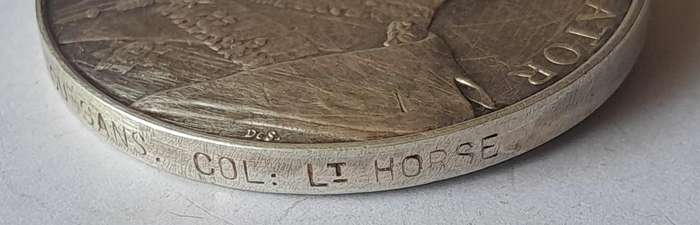 ATOR
DeS.
SANS. COL: LT HORSE